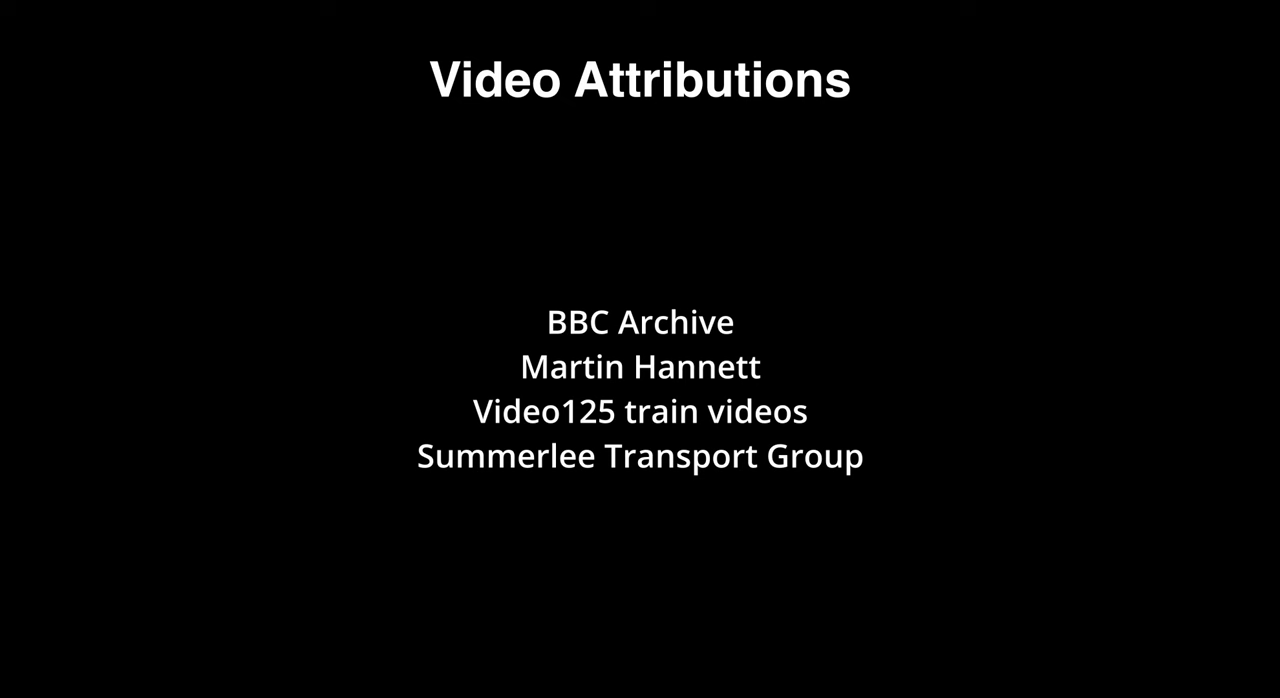 Video Attributions
BBC Archive
Martin Hannett
Video125 train videos
Summerlee Transport Group